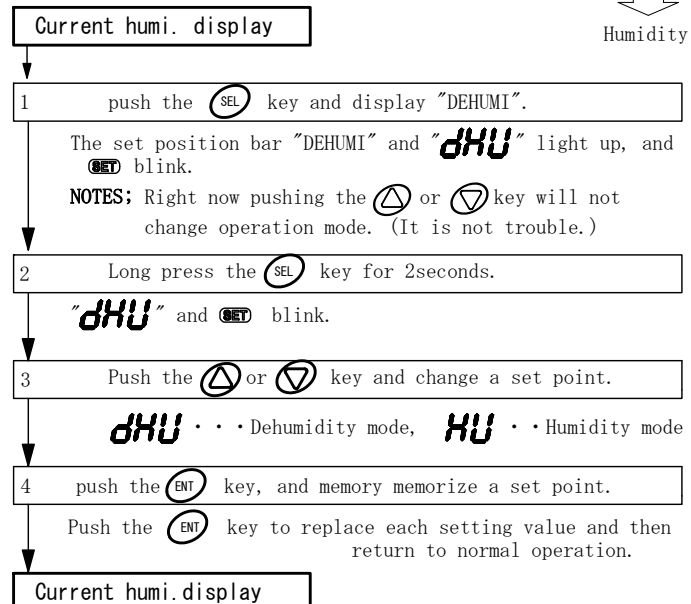 Current humi. display
Humidity
1 push the SEL key and display "DEHUMI".
The set position bar "DEHUMI" and "dHU" light up, and
SET blink.
NOTES; Right now pushing the △ or ▽ key will not
change operation mode. (It is not trouble.)
2 Long press the SEL key for 2seconds.
"dHU" and SET blink.
3 Push the △ or ▽ key and change a set point.
dHU ・・・Dehumidity mode, HU ・・Humidity mode
4 push the ENT key, and memory memorize a set point.
Push the ENT key to replace each setting value and then
return to normal operation.
Current humi.display